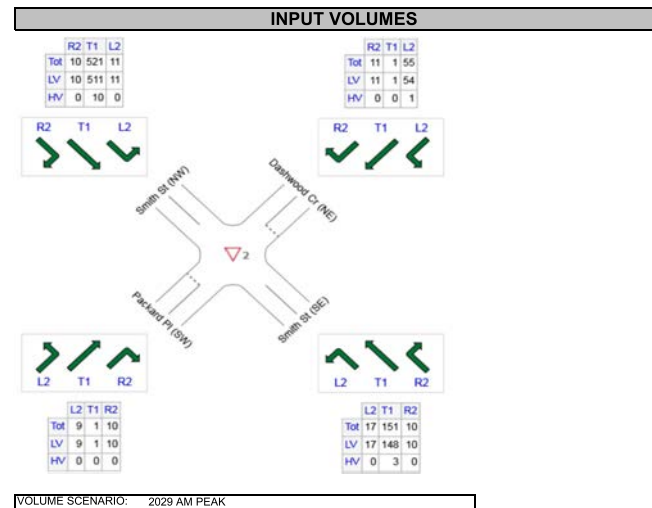 INPUT VOLUMES
R2 T1 L2
Tot 10 521 11
LV 10 511 11
HV 0 10 0
R2 T1 L2
Tot 11 1 55
LV 11 1 54
HV 0 0 1
R2 T1 L2
R2 T1 L2
Smith St (NW)
Dashwood Cr (NE)
2
Packard Pl (SW)
Smith St (SE)
L2 T1 R2
L2 T1 R2
L2 T1 R2
Tot 9 1 10
LV 9 1 10
HV 0 0 0
L2 T1 R2
Tot 17 151 10
LV 17 148 10
HV 0 3 0
VOLUME SCENARIO: 2029 AM PEAK